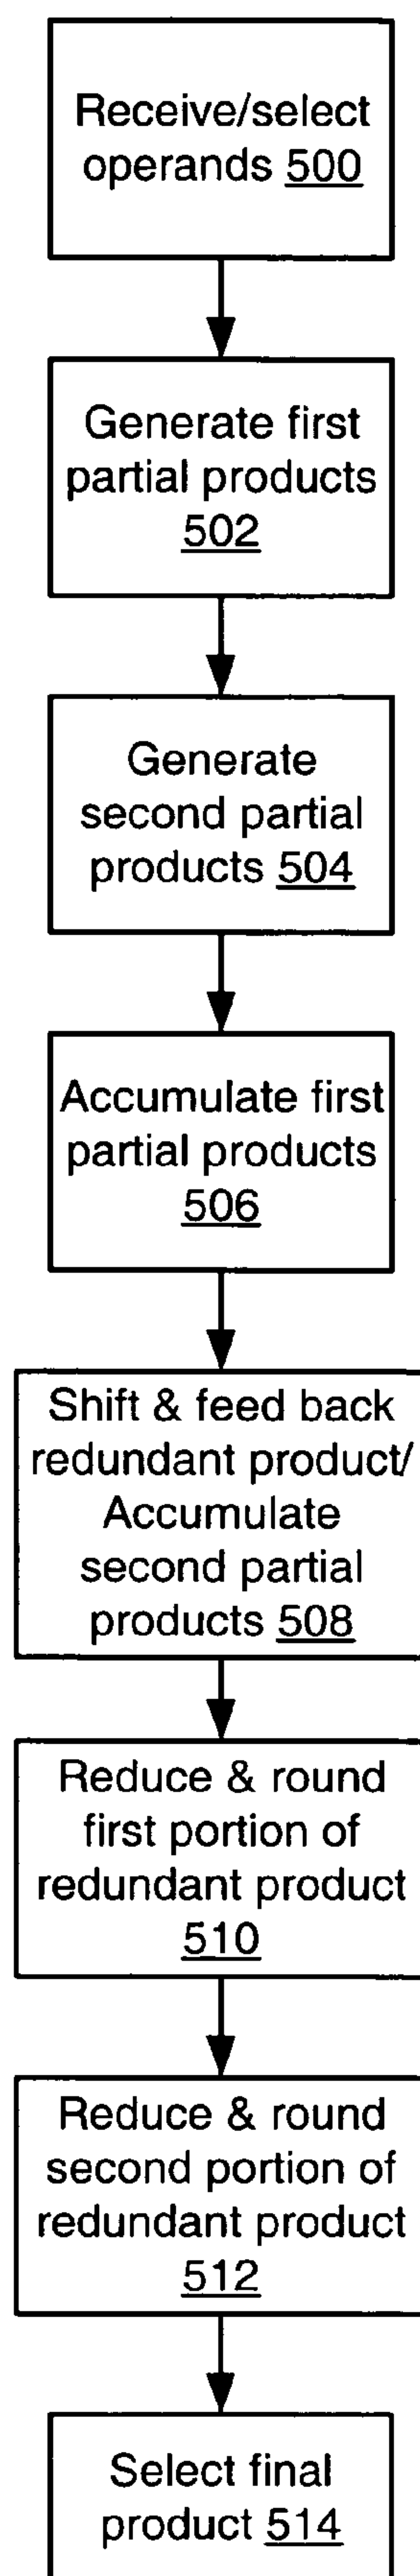 Receive/select
operands 500
Generate first
partial products
502
Generate
second partial
products 504
Accumulate first
partial products
506
Shift & feed back
redundant product/
Accumulate
second partial
products 508
Reduce & round
first portion of
redundant product
510
Reduce & round
second portion of
redundant product
512
Select final
product 514